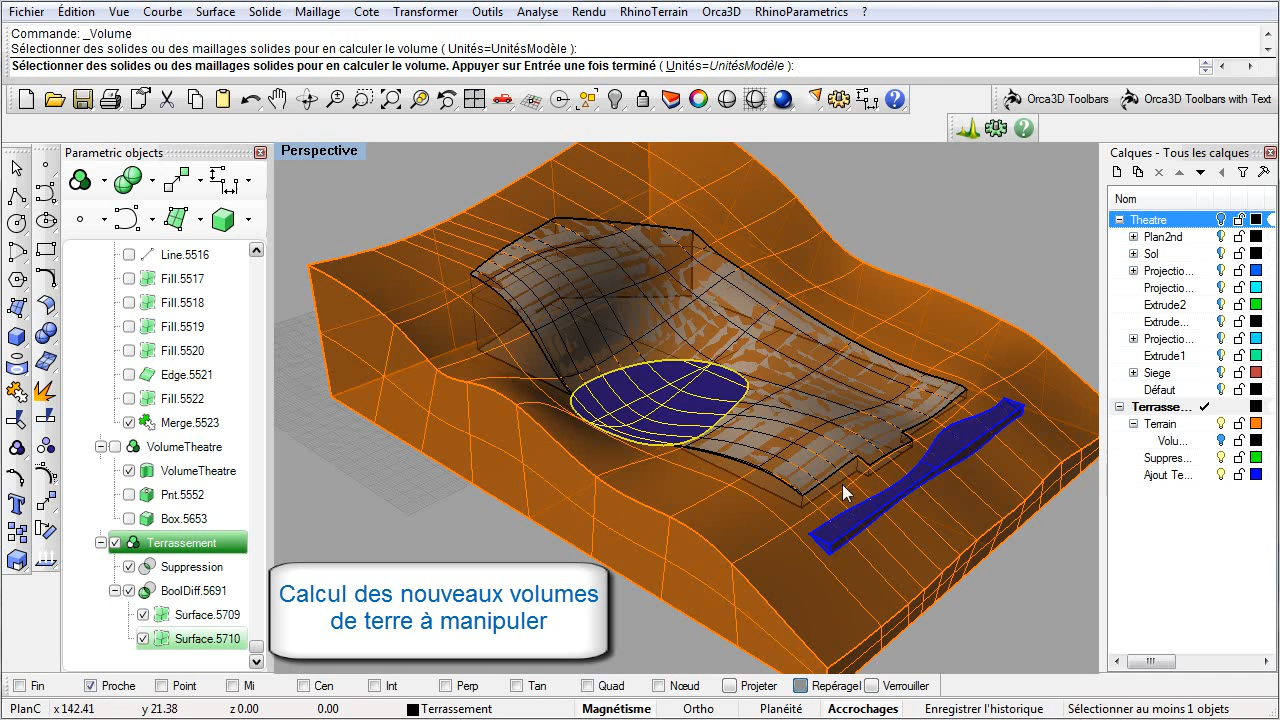 Fichier Édition Vue Courbe Surface Solide Maillage Cote Transformer Outils Analyse Rendu RhinoTerrain Orca3D RhinoParametrics ?
Commande: _Volume
Sélectionner des solides ou des maillages solides pour en calculer le volume ( Unités=UnitésModèle ):
Sélectionner des solides ou des maillages solides pour en calculer le volume. Appuyer sur Entrée une fois terminé ( Unités=UnitésModèle ):
Orca3D Toolbars Orca3D Toolbars with Text
Parametric objects
Perspective
Calques - Tous les calques
Nom
Theatre
Plan2nd
Sol
Projectio...
Projectio...
Extrude2
Extrude...
Projectio...
Extrude1
Siege
Défaut
Terrasse...
Terrain
Volu...
Suppres...
Ajout Te...
Line.5516
Fill.5517
Fill.5518
Fill.5519
Fill.5520
Edge.5521
Fill.5522
Merge.5523
VolumeTheatre
VolumeTheatre
Pnt.5552
Box.5653
Terrassement
Suppression
BoolDiff.5691
Surface.5709
Surface.5710
Calcul des nouveaux volumes
de terre à manipuler
Fin Proche Point Mi Cen Int Perp Tan Quad Nœud Projeter Repéragel Verrouiller
PlanC x 142.41 y 21.38 z 0.00 0.00 Terrassement Magnétisme Ortho Planéité Accrochages Enregistrer l'historique Sélectionner au moins 1 objets